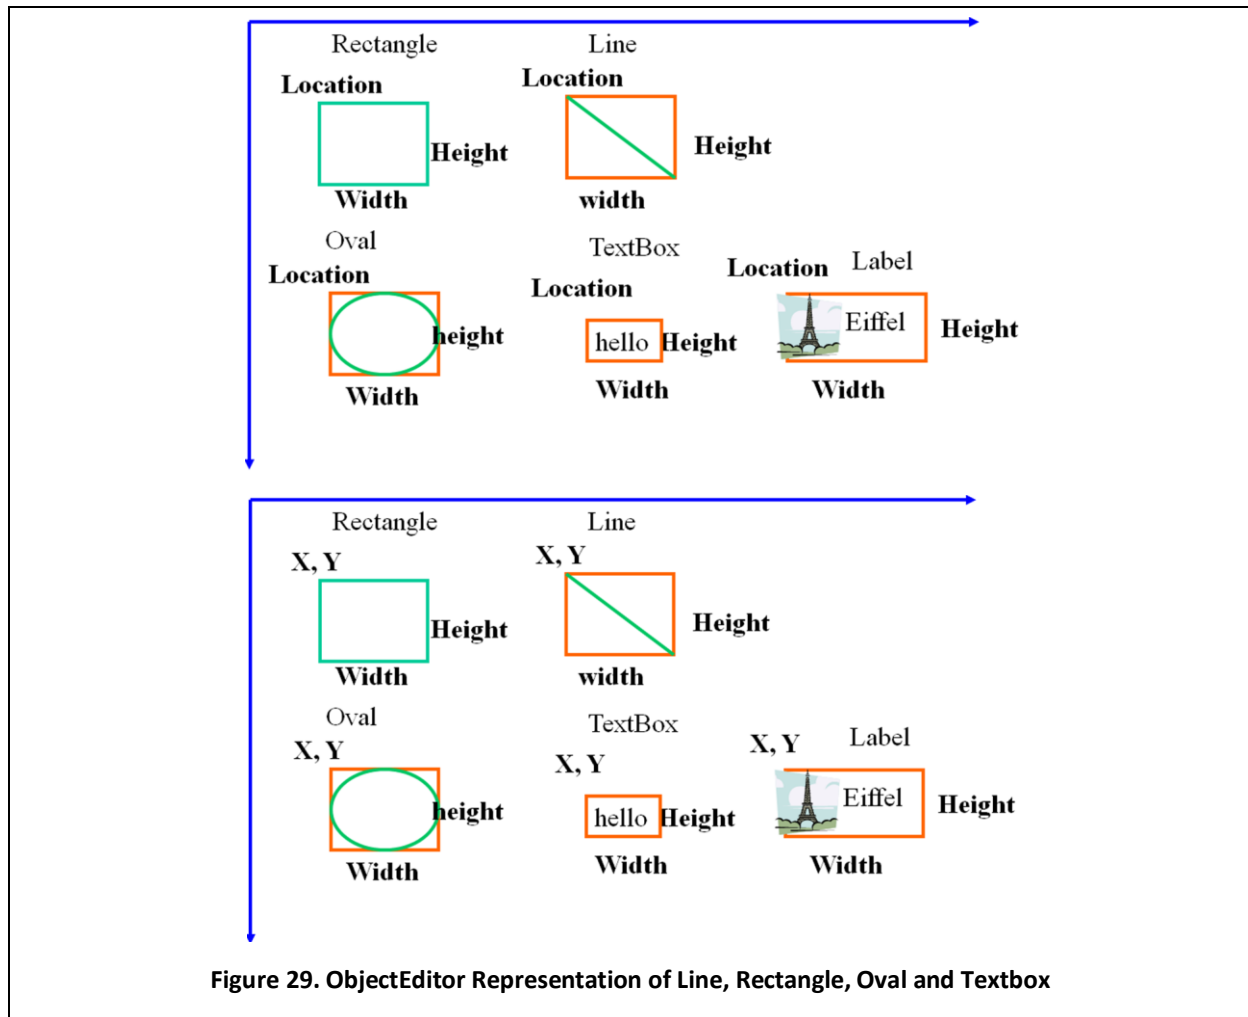 Rectangle
Line
Location
Location
Height
Height
Width
width
Oval
TextBox
Label
Location
Location
Location
hello
Eiffel
height
Height
Height
Width
Width
Width
Rectangle
Line
X, Y
X, Y
Height
Height
Width
width
Oval
TextBox
Label
X, Y
X, Y
X, Y
hello
Eiffel
height
Height
Height
Width
Width
Width
Figure 29. ObjectEditor Representation of Line, Rectangle, Oval and Textbox